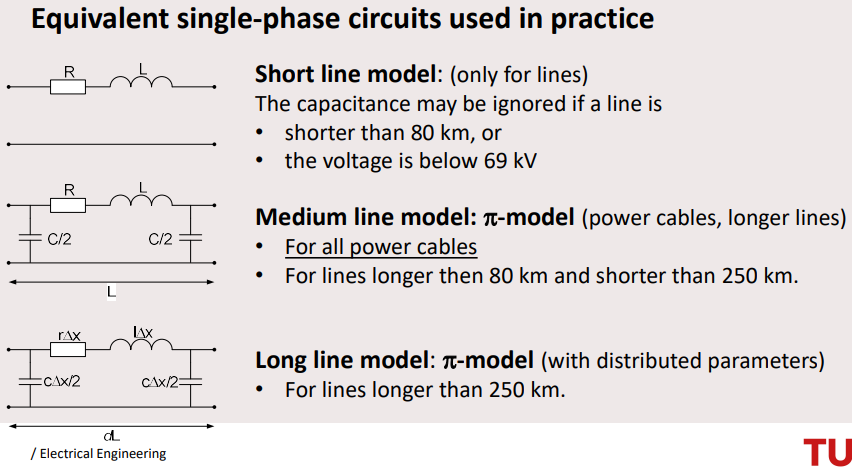 Equivalent single-phase circuits used in practice
R
L
Short line model: (only for lines)
The capacitance may be ignored if a line is
• shorter than 80 km, or
• the voltage is below 69 kV
R
L
C/2
C/2
L
Medium line model: π-model (power cables, longer lines)
• For all power cables
• For lines longer then 80 km and shorter than 250 km.
rΔx
lΔx
cΔx/2
cΔx/2
dL
Long line model: π-model (with distributed parameters)
• For lines longer than 250 km.
/ Electrical Engineering
TU